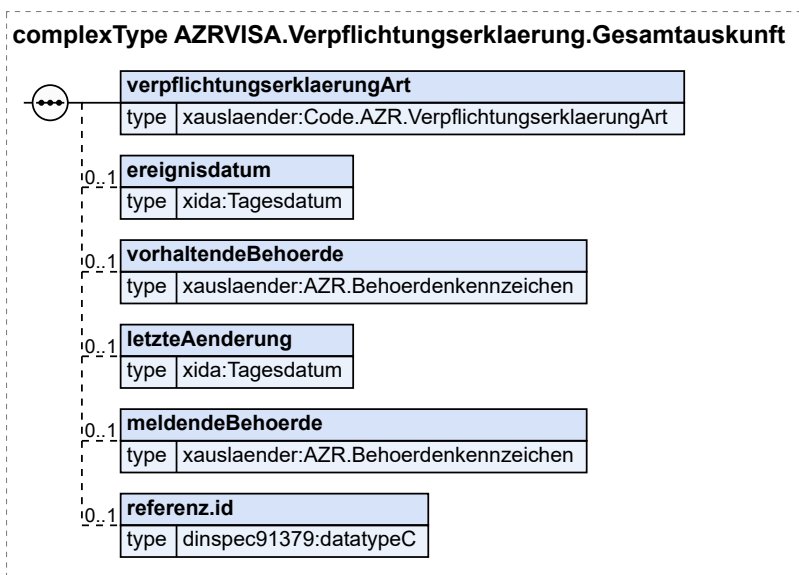 complexType AZRVISA.Verpflichtungserklaerung.Gesamtauskunft
verpflichtungserklaerungArt
type xauslaender:Code.AZR.VerpflichtungserklaerungArt
0..1 ereignisdatum
type xida:Tagesdatum
0..1 vorhaltendeBehoerde
type xauslaender:AZR.Behoerdenkennzeichen
0..1 letzteAenderung
type xida:Tagesdatum
0..1 meldendeBehoerde
type xauslaender:AZR.Behoerdenkennzeichen
0..1 referenz.id
type dinspec91379:datatypeC